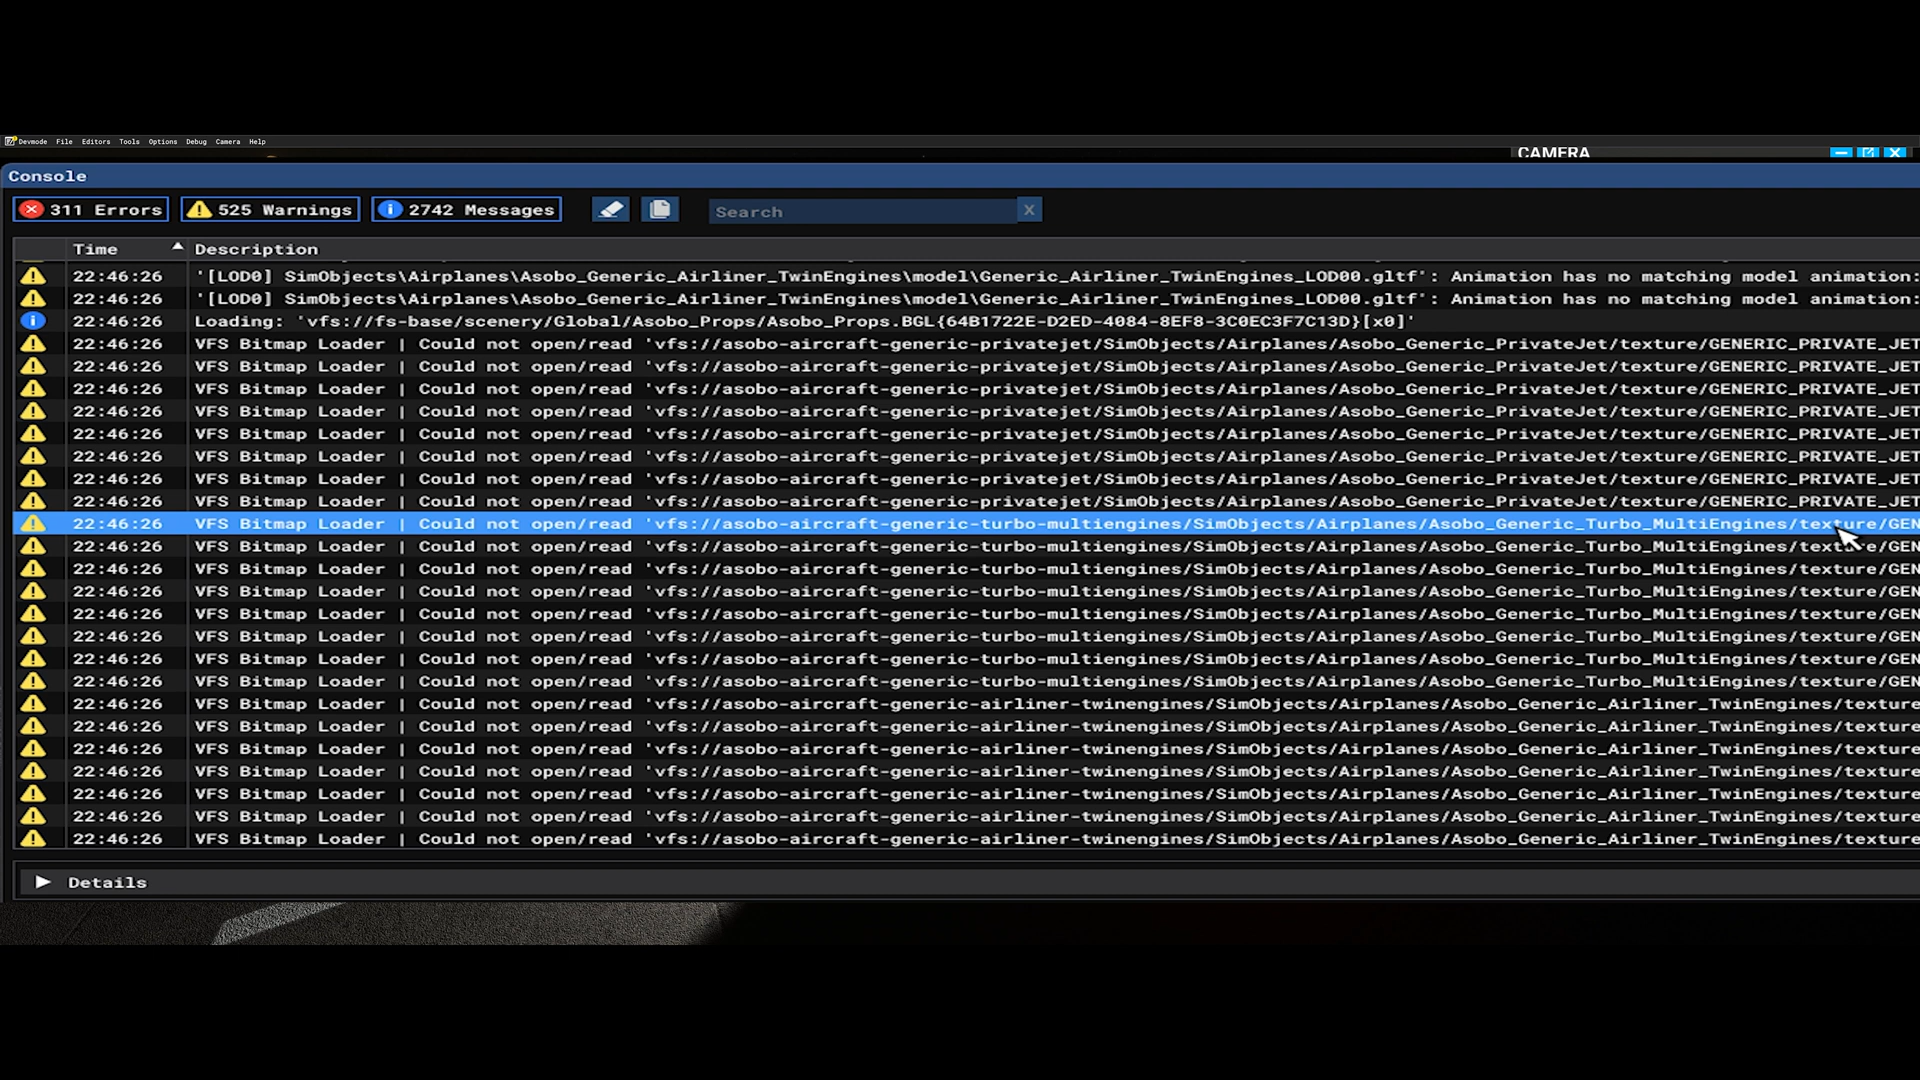 Devmode File Editors Tools Options Debug Camera Help
CAMERA
Console
311 Errors 525 Warnings 2742 Messages Search X
Time Description
22:46:26 '[LOD0] SimObjects\Airplanes\Asobo_Generic_Airliner_TwinEngines\model\Generic_Airliner_TwinEngines_LOD00.gltf': Animation has no matching model animation:
22:46:26 '[LOD0] SimObjects\Airplanes\Asobo_Generic_Airliner_TwinEngines\model\Generic_Airliner_TwinEngines_LOD00.gltf': Animation has no matching model animation:
22:46:26 Loading: 'vfs://fs-base/scenery/Global/Asobo_Props/Asobo_Props.BGL{64B1722E-D2ED-4084-8EF8-3C0EC3F7C13D}[x0]'
22:46:26 VFS Bitmap Loader | Could not open/read 'vfs://asobo-aircraft-generic-privatejet/SimObjects/Airplanes/Asobo_Generic_PrivateJet/texture/GENERIC_PRIVATE_JET
22:46:26 VFS Bitmap Loader | Could not open/read 'vfs://asobo-aircraft-generic-privatejet/SimObjects/Airplanes/Asobo_Generic_PrivateJet/texture/GENERIC_PRIVATE_JET
22:46:26 VFS Bitmap Loader | Could not open/read 'vfs://asobo-aircraft-generic-privatejet/SimObjects/Airplanes/Asobo_Generic_PrivateJet/texture/GENERIC_PRIVATE_JET
22:46:26 VFS Bitmap Loader | Could not open/read 'vfs://asobo-aircraft-generic-privatejet/SimObjects/Airplanes/Asobo_Generic_PrivateJet/texture/GENERIC_PRIVATE_JET
22:46:26 VFS Bitmap Loader | Could not open/read 'vfs://asobo-aircraft-generic-privatejet/SimObjects/Airplanes/Asobo_Generic_PrivateJet/texture/GENERIC_PRIVATE_JET
22:46:26 VFS Bitmap Loader | Could not open/read 'vfs://asobo-aircraft-generic-privatejet/SimObjects/Airplanes/Asobo_Generic_PrivateJet/texture/GENERIC_PRIVATE_JET
22:46:26 VFS Bitmap Loader | Could not open/read 'vfs://asobo-aircraft-generic-privatejet/SimObjects/Airplanes/Asobo_Generic_PrivateJet/texture/GENERIC_PRIVATE_JET
22:46:26 VFS Bitmap Loader | Could not open/read 'vfs://asobo-aircraft-generic-privatejet/SimObjects/Airplanes/Asobo_Generic_PrivateJet/texture/GENERIC_PRIVATE_JET
22:46:26 VFS Bitmap Loader | Could not open/read 'vfs://asobo-aircraft-generic-turbo-multiengines/SimObjects/Airplanes/Asobo_Generic_Turbo_MultiEngines/texture/GEN
22:46:26 VFS Bitmap Loader | Could not open/read 'vfs://asobo-aircraft-generic-turbo-multiengines/SimObjects/Airplanes/Asobo_Generic_Turbo_MultiEngines/texture/GEN
22:46:26 VFS Bitmap Loader | Could not open/read 'vfs://asobo-aircraft-generic-turbo-multiengines/SimObjects/Airplanes/Asobo_Generic_Turbo_MultiEngines/texture/GEN
22:46:26 VFS Bitmap Loader | Could not open/read 'vfs://asobo-aircraft-generic-turbo-multiengines/SimObjects/Airplanes/Asobo_Generic_Turbo_MultiEngines/texture/GEN
22:46:26 VFS Bitmap Loader | Could not open/read 'vfs://asobo-aircraft-generic-turbo-multiengines/SimObjects/Airplanes/Asobo_Generic_Turbo_MultiEngines/texture/GEN
22:46:26 VFS Bitmap Loader | Could not open/read 'vfs://asobo-aircraft-generic-turbo-multiengines/SimObjects/Airplanes/Asobo_Generic_Turbo_MultiEngines/texture/GEN
22:46:26 VFS Bitmap Loader | Could not open/read 'vfs://asobo-aircraft-generic-turbo-multiengines/SimObjects/Airplanes/Asobo_Generic_Turbo_MultiEngines/texture/GEN
22:46:26 VFS Bitmap Loader | Could not open/read 'vfs://asobo-aircraft-generic-turbo-multiengines/SimObjects/Airplanes/Asobo_Generic_Turbo_MultiEngines/texture/GEN
22:46:26 VFS Bitmap Loader | Could not open/read 'vfs://asobo-aircraft-generic-airliner-twinengines/SimObjects/Airplanes/Asobo_Generic_Airliner_TwinEngines/texture
22:46:26 VFS Bitmap Loader | Could not open/read 'vfs://asobo-aircraft-generic-airliner-twinengines/SimObjects/Airplanes/Asobo_Generic_Airliner_TwinEngines/texture
22:46:26 VFS Bitmap Loader | Could not open/read 'vfs://asobo-aircraft-generic-airliner-twinengines/SimObjects/Airplanes/Asobo_Generic_Airliner_TwinEngines/texture
22:46:26 VFS Bitmap Loader | Could not open/read 'vfs://asobo-aircraft-generic-airliner-twinengines/SimObjects/Airplanes/Asobo_Generic_Airliner_TwinEngines/texture
22:46:26 VFS Bitmap Loader | Could not open/read 'vfs://asobo-aircraft-generic-airliner-twinengines/SimObjects/Airplanes/Asobo_Generic_Airliner_TwinEngines/texture
22:46:26 VFS Bitmap Loader | Could not open/read 'vfs://asobo-aircraft-generic-airliner-twinengines/SimObjects/Airplanes/Asobo_Generic_Airliner_TwinEngines/texture
22:46:26 VFS Bitmap Loader | Could not open/read 'vfs://asobo-aircraft-generic-airliner-twinengines/SimObjects/Airplanes/Asobo_Generic_Airliner_TwinEngines/texture
Details